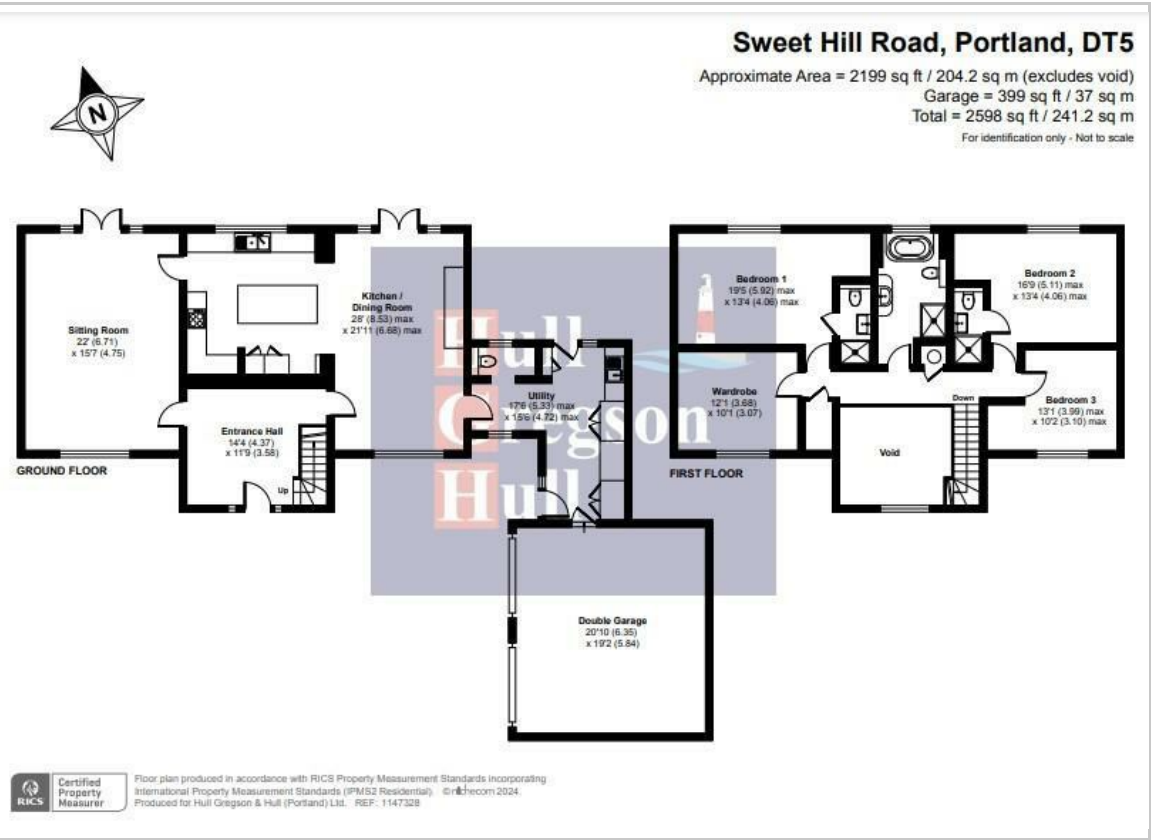 Sweet Hill Road, Portland, DT5
Approximate Area = 2199 sq ft / 204.2 sq m (excludes void)
Garage = 399 sq ft / 37 sq m
Total = 2598 sq ft / 241.2 sq m
For identification only - Not to scale
N
Sitting Room
22' (6.71)
x 15'7 (4.75)
Kitchen /
Dining Room
28' (8.53) max
x 21'11 (6.68) max
Entrance Hall
14'4 (4.37)
x 11'9 (3.58)
Up
GROUND FLOOR
Utility
17'6 (5.33) max
x 15'6 (4.72) max
Hull
Gregson
Hull
Double Garage
20'10 (6.35)
x 19'2 (5.84)
Bedroom 1
19'5 (5.92) max
x 13'4 (4.06) max
Bedroom 2
16'9 (5.11) max
x 13'4 (4.06) max
Wardrobe
12'1 (3.68)
x 10'1 (3.07)
Down
Bedroom 3
13'1 (3.99) max
x 10'2 (3.10) max
Void
FIRST FLOOR
RICS
Certified
Property
Measurer
Floor plan produced in accordance with RICS Property Measurement Standards incorporating
International Property Measurement Standards (IPMS2 Residential). © 2024.
Produced for Hull Gregson & Hull (Portland) Ltd. REF: 1147328